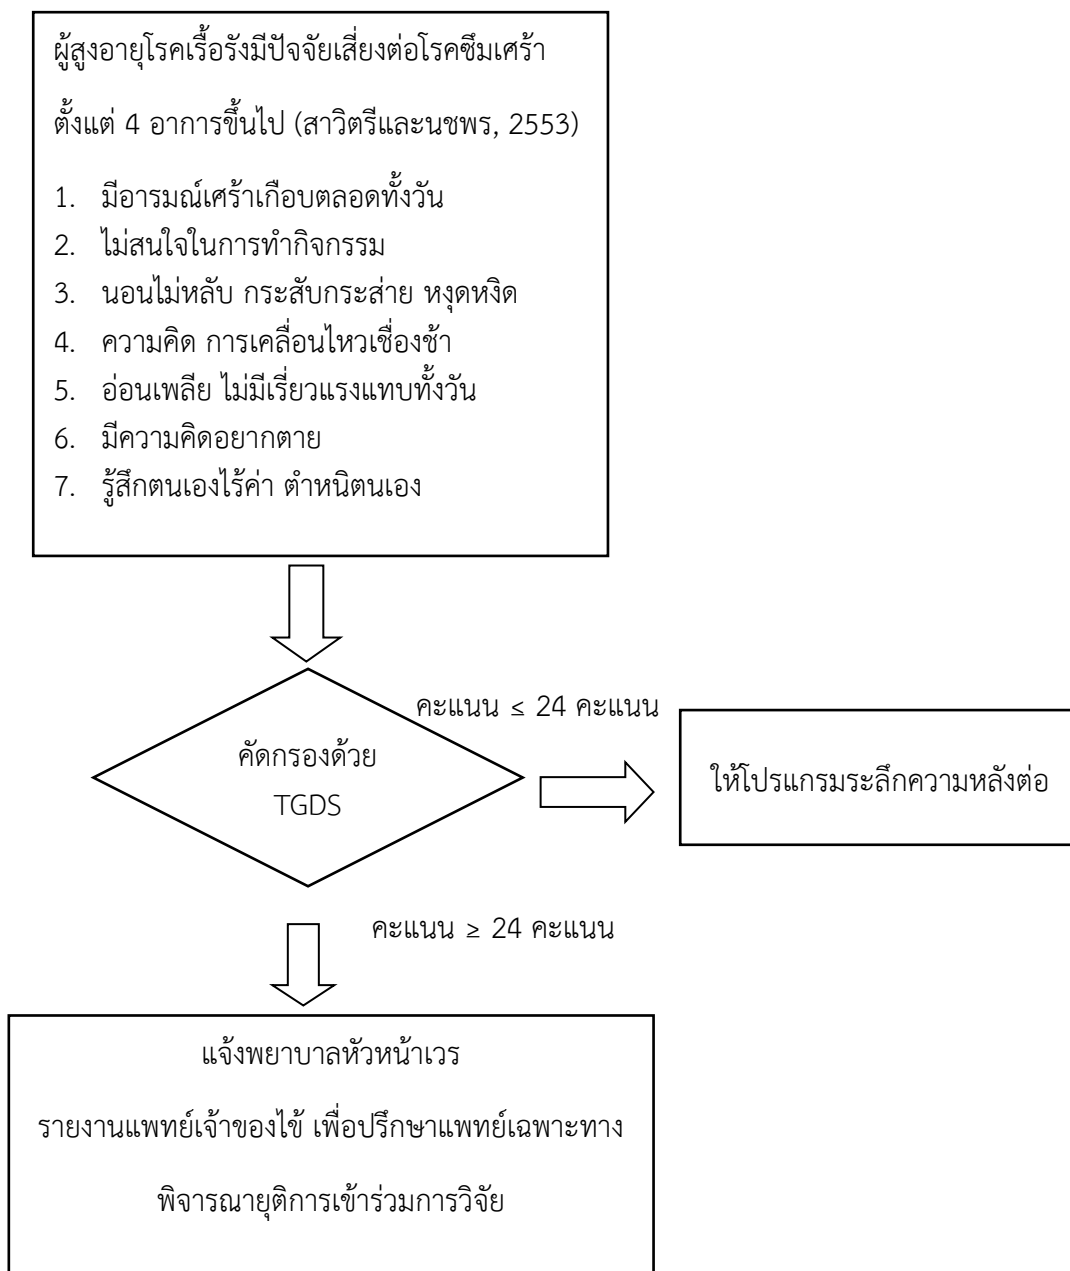 ผู้สูงอายุโรคเรื้อรังมีปัจจัยเสี่ยงต่อโรคซึมเศร้า
ตั้งแต่ 4 อาการขึ้นไป (สาวิตรีและนชพร, 2553)
1. มีอารมณ์เศร้าเกือบตลอดทั้งวัน
2. ไม่สนใจในการทำกิจกรรม
3. นอนไม่หลับ กระสับกระส่าย หงุดหงิด
4. ความคิด การเคลื่อนไหวเชื่องช้า
5. อ่อนเพลีย ไม่มีเรี่ยวแรงแทบทั้งวัน
6. มีความคิดอยากตาย
7. รู้สึกตนเองไร้ค่า ตำหนิตนเอง
คะแนน ≤ 24 คะแนน
คัดกรองด้วย
TGDS
ให้โปรแกรมระลึกความหลังต่อ
คะแนน ≥ 24 คะแนน
แจ้งพยาบาลหัวหน้าเวร
รายงานแพทย์เจ้าของไข้ เพื่อปรึกษาแพทย์เฉพาะทาง
พิจารณายุติการเข้าร่วมการวิจัย